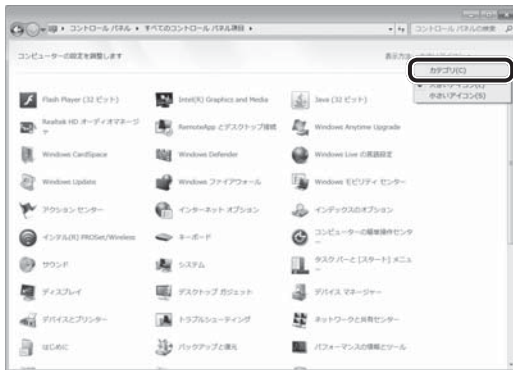 コントロール パネル ▸ すべてのコントロール パネル項目 ▸
コントロール パネルの検索
コンピューターの設定を調整します
表示方法:
カテゴリ(C)
大きいアイコン(L)
小さいアイコン(S)
Flash Player (32 ビット)
Intel(R) Graphics and Media
Java (32 ビット)
Realtek HD オーディオマネージャ
RemoteApp とデスクトップ接続
Windows Anytime Upgrade
Windows CardSpace
Windows Defender
Windows Live の言語設定
Windows Update
Windows ファイアウォール
Windows モビリティ センター
アクション センター
インターネット オプション
インデックスのオプション
インテル(R) PROSet/Wireless
キーボード
コンピューターの簡単操作センター
サウンド
システム
タスク バーと [スタート] メニュー
ディスプレイ
デスクトップ ガジェット
デバイス マネージャー
デバイスとプリンター
トラブルシューティング
ネットワークと共有センター
はじめに
バックアップと復元
パフォーマンスの情報とツール